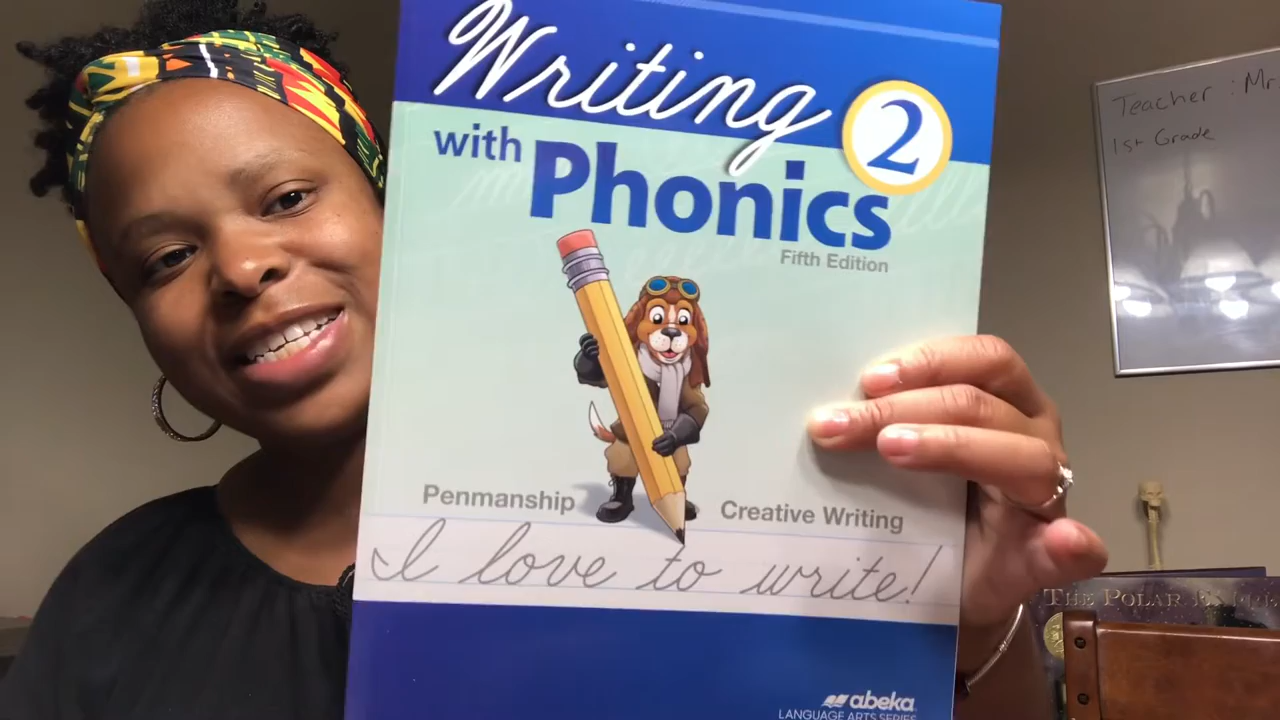 Writing 2
with Phonics
Fifth Edition
Penmanship
Creative Writing
I love to write!
abeka
LANGUAGE ARTS SERIES
Teacher :
1st Grade
THE POLAR